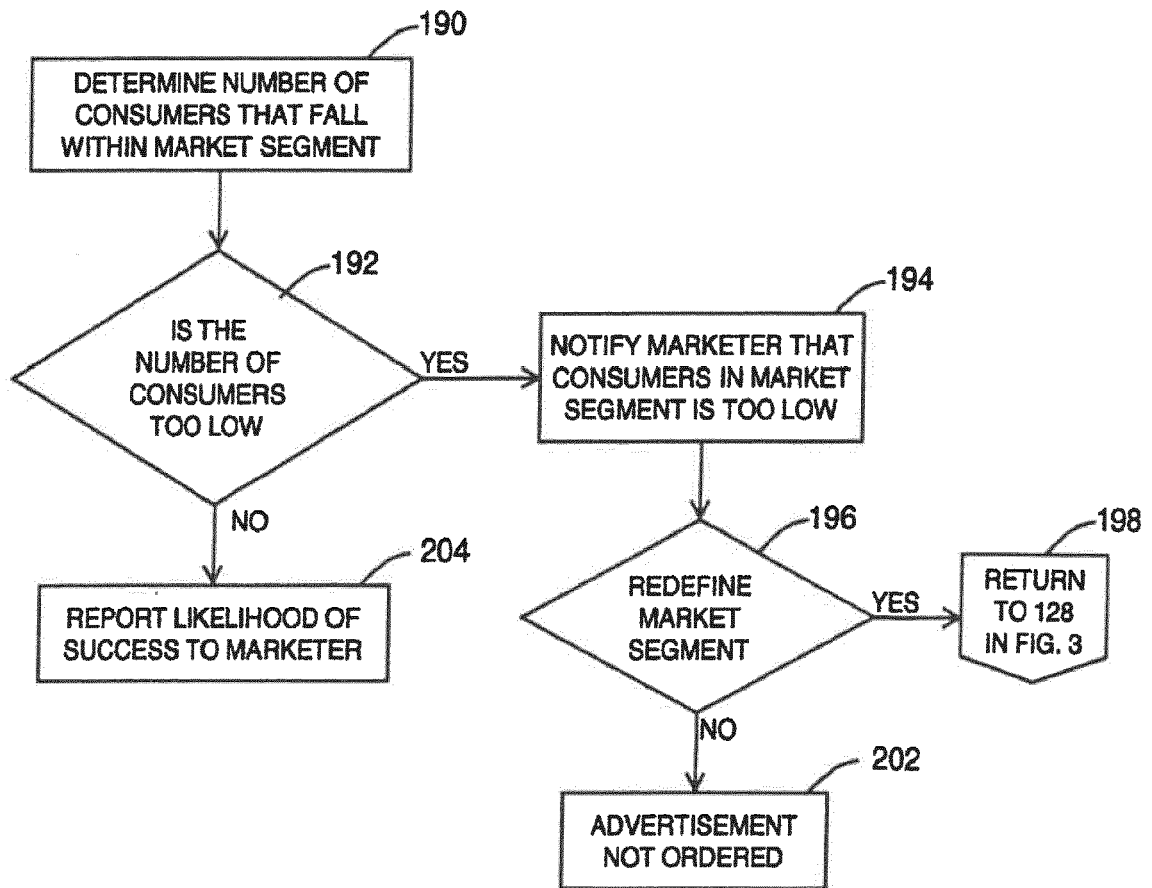 190
DETERMINE NUMBER OF
CONSUMERS THAT FALL
WITHIN MARKET SEGMENT
192
IS THE
NUMBER OF
CONSUMERS
TOO LOW
YES
194
NOTIFY MARKETER THAT
CONSUMERS IN MARKET
SEGMENT IS TOO LOW
NO
204
REPORT LIKELIHOOD OF
SUCCESS TO MARKETER
196
REDEFINE
MARKET
SEGMENT
YES
198
RETURN
TO 128
IN FIG. 3
NO
202
ADVERTISEMENT
NOT ORDERED